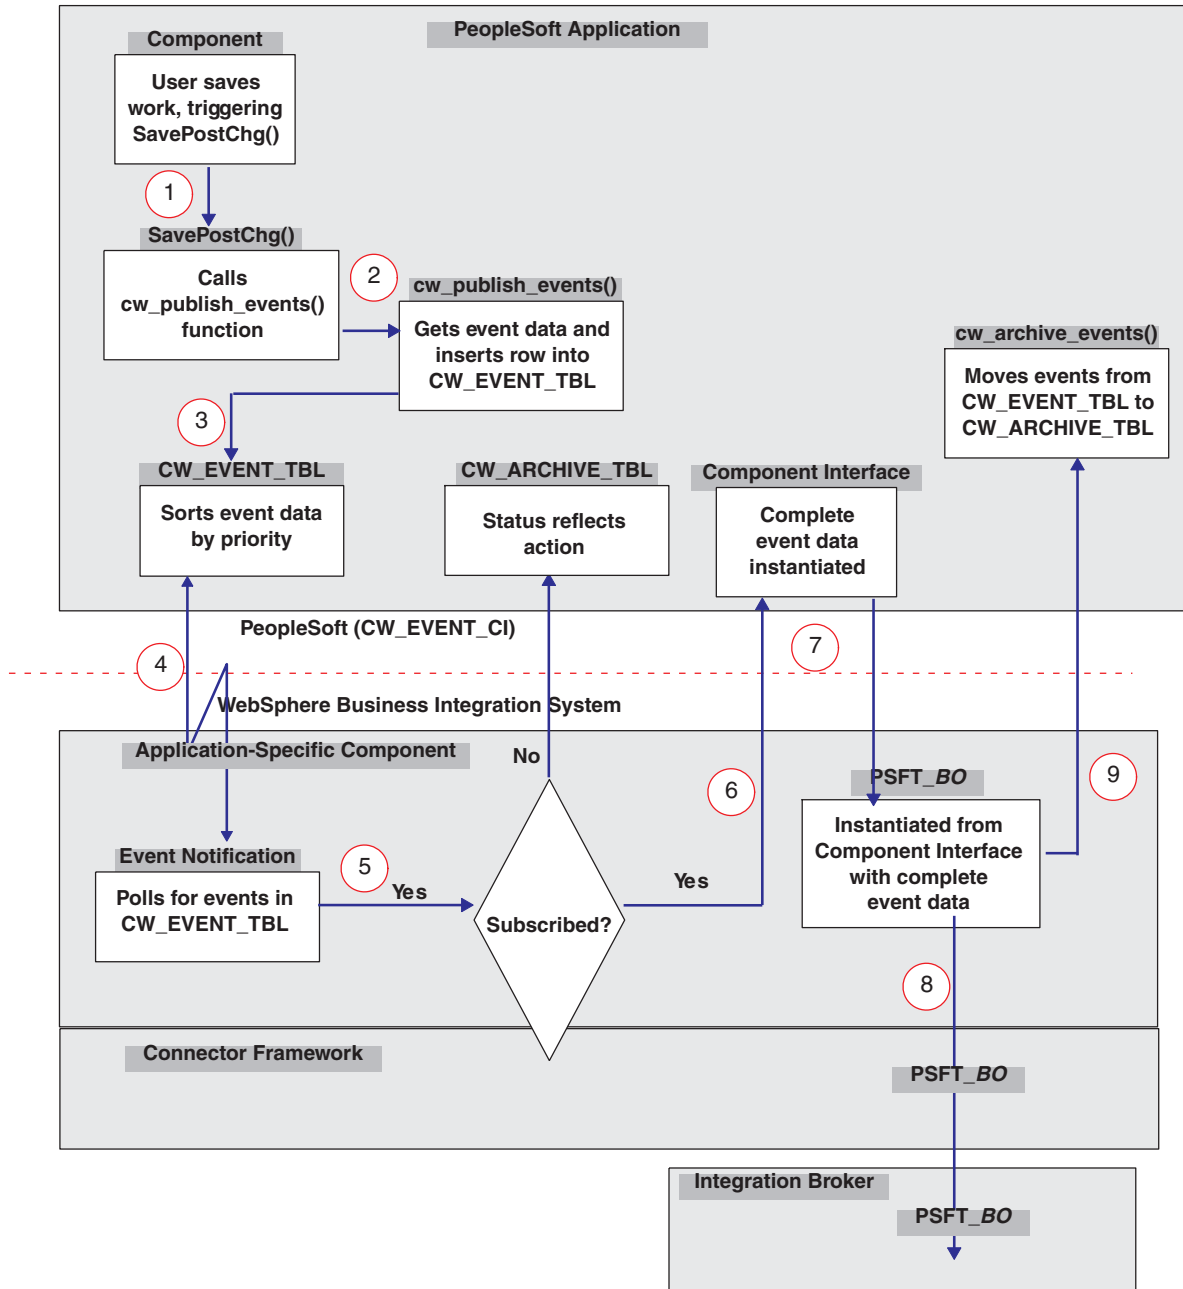 PeopleSoft Application
Component
User saves
work, triggering
SavePostChg()
1
SavePostChg()
Calls
cw_publish_events()
function
2
cw_publish_events()
Gets event data and
inserts row into
CW_EVENT_TBL
cw_archive_events()
Moves events from
CW_EVENT_TBL to
CW_ARCHIVE_TBL
3
CW_EVENT_TBL
Sorts event data
by priority
CW_ARCHIVE_TBL
Status reflects
action
Component Interface
Complete
event data
instantiated
PeopleSoft (CW_EVENT_CI)
4
7
WebSphere Business Integration System
Application-Specific Component
No
6
PSFT_BO
9
Instantiated from
Component Interface
with complete
event data
Event Notification
Polls for events in
CW_EVENT_TBL
5
Yes
Subscribed?
Yes
8
Connector Framework
PSFT_BO
Integration Broker
PSFT_BO